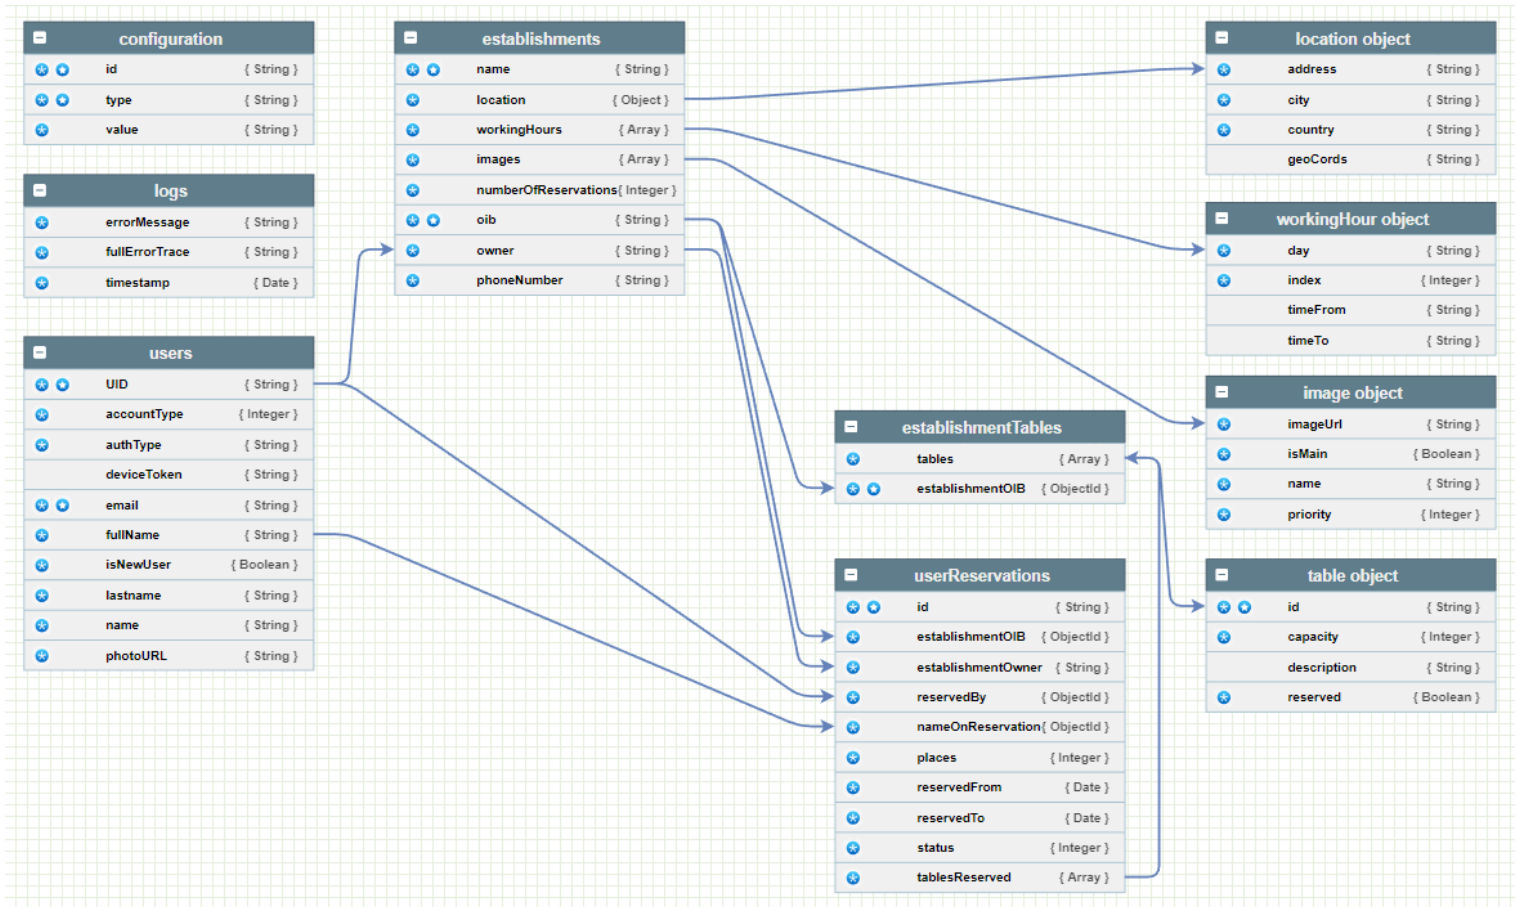 configuration
id { String }
type { String }
value { String }
logs
errorMessage { String }
fullErrorTrace { String }
timestamp { Date }
users
UID { String }
accountType { Integer }
authType { String }
deviceToken { String }
email { String }
fullName { String }
isNewUser { Boolean }
lastname { String }
name { String }
photoURL { String }
establishments
name { String }
location { Object }
workingHours { Array }
images { Array }
numberOfReservations{ Integer }
oib { String }
owner { String }
phoneNumber { String }
establishmentTables
tables { Array }
establishmentOIB { ObjectId }
userReservations
id { String }
establishmentOIB { ObjectId }
establishmentOwner { String }
reservedBy { ObjectId }
nameOnReservation{ ObjectId }
places { Integer }
reservedFrom { Date }
reservedTo { Date }
status { Integer }
tablesReserved { Array }
location object
address { String }
city { String }
country { String }
geoCords { String }
workingHour object
day { String }
index { Integer }
timeFrom { String }
timeTo { String }
image object
imageUrl { String }
isMain { Boolean }
name { String }
priority { Integer }
table object
id { String }
capacity { Integer }
description { String }
reserved { Boolean }